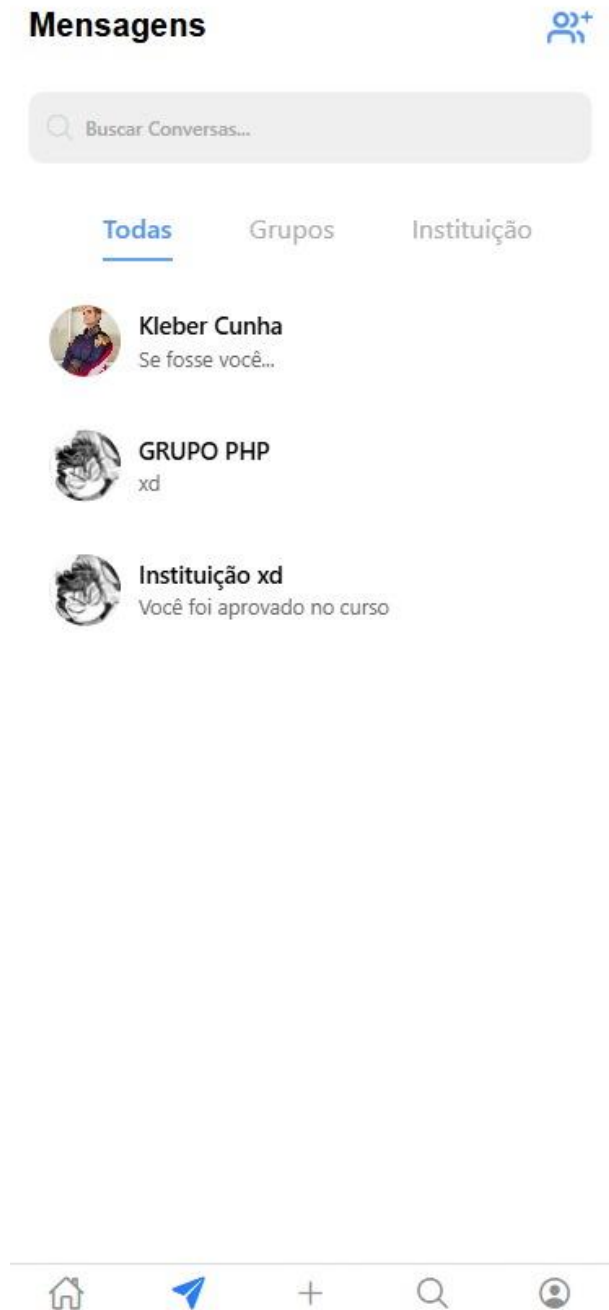 Mensagens
Buscar Conversas...
Todas Grupos Instituição
Kleber Cunha
Se fosse você...
GRUPO PHP
xd
Instituição xd
Você foi aprovado no curso